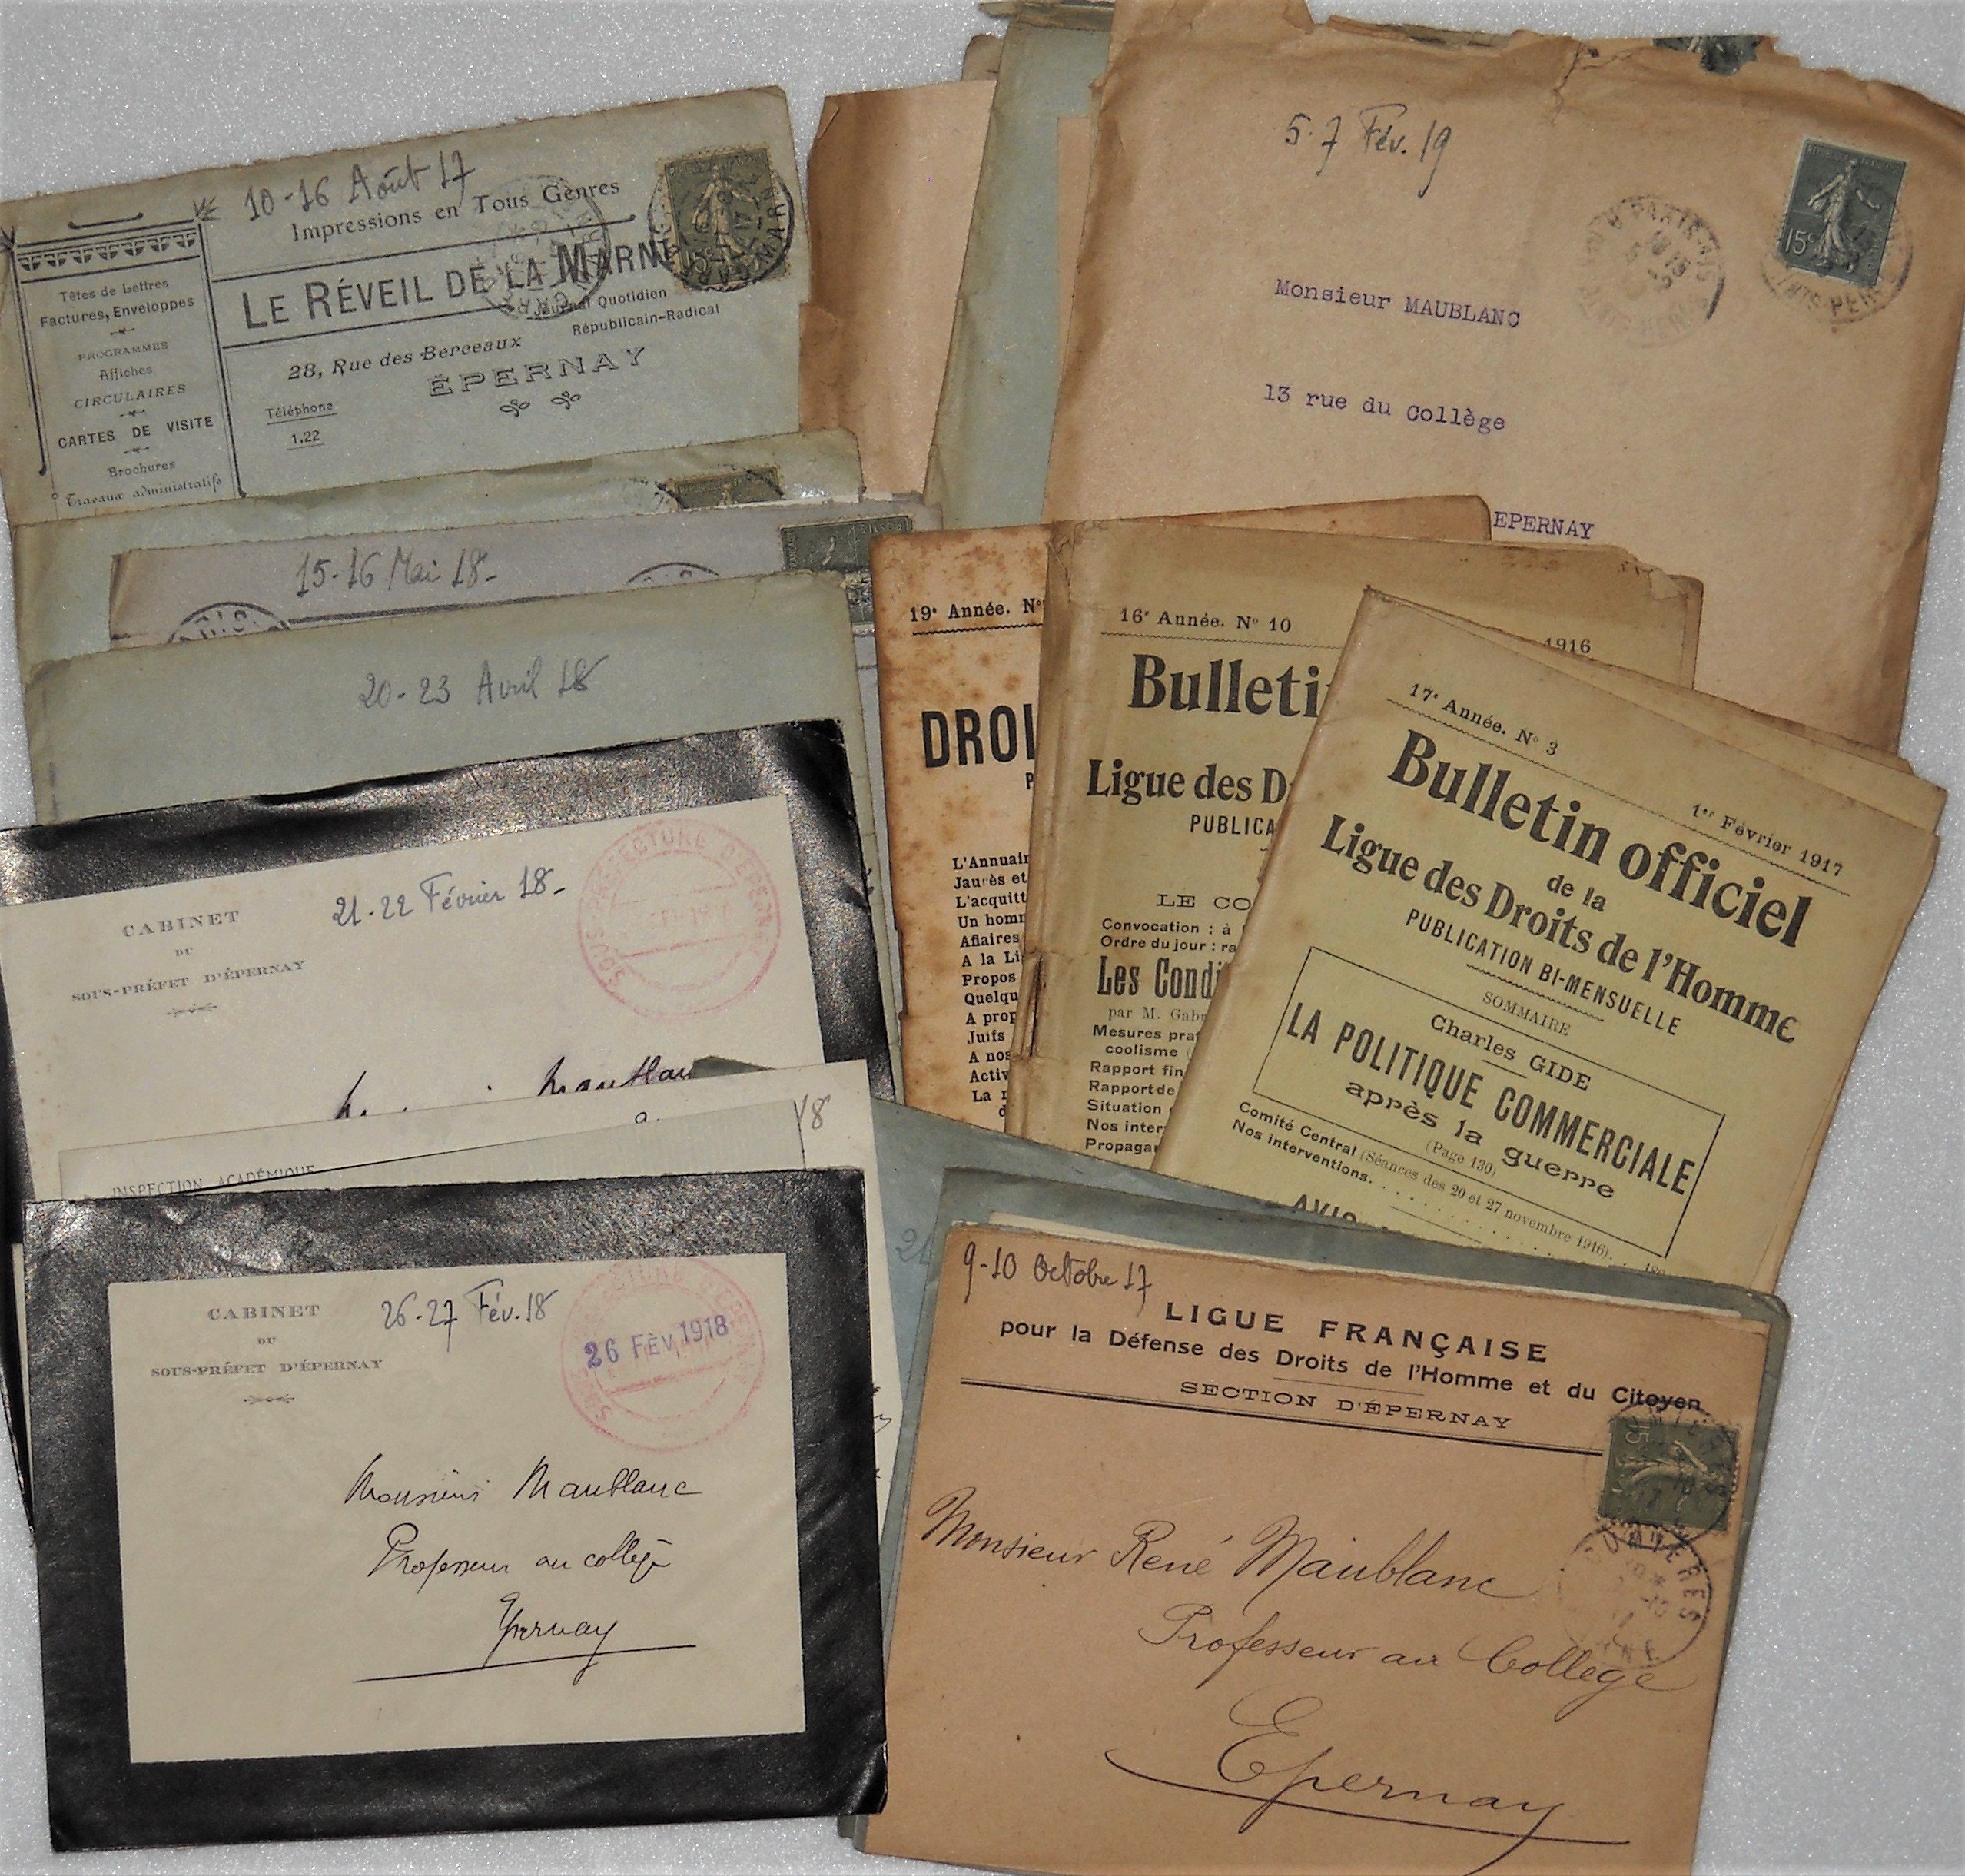 10-16 Août 17
Impressions en Tous Genres
LE RÉVEIL DE LA MARNE
Journal Quotidien
Républicain-Radical
28, Rue des Berceaux
ÉPERNAY
Téléphone
1.22
Têtes de Lettres
Factures, Enveloppes
PROGRAMMES
Affiches
CIRCULAIRES
CARTES DE VISITE
Brochures
Travaux administratifs
15c
5-7 Fév. 19
15c
Monsieur MAUBLANC
13 rue du Collège
EPERNAY
15-16 Mai 18-
20-23 Avril 18
CABINET
DU
SOUS-PRÉFET D'ÉPERNAY
21-22 Février 18-
SOUS-PRÉFECTURE D'ÉPERNAY
Maublan
18
INSPECTION ACADÉMIQUE
CABINET
DU
SOUS-PRÉFET D'ÉPERNAY
26-27 Fév. 18
26 FÉV 1918
Monsieur Maublanc
Professeur au collège
Epernay
19e Année. No
DROI
L'Annuair
Jaurès et
L'acquitt
Un homm
Affaires
A la Li
Propos
Quelqu
A prop
Juifs
A nos
Activ
La
16e Année. No 10
1916
Bulleti
Ligue des D
PUBLICA
LE CO
Convocation : à
Ordre du jour : ra
Les Condi
par M. Gabr
Mesures pra
coolisme
Rapport fin
Rapport de
Situation
Nos inter
Propaga
17e Année. No 3
1er Février 1917
Bulletin officiel
de la
Ligue des Droits de l'Homme
PUBLICATION BI-MENSUELLE
SOMMAIRE
Charles GIDE
LA POLITIQUE COMMERCIALE
après la guerre
(Page 130)
Comité Central (Séances des 20 et 27 novembre 1916).
Nos interventions.
AVIS
9-10 Octobre 17
LIGUE FRANÇAISE
pour la Défense des Droits de l'Homme et du Citoyen
SECTION D'ÉPERNAY
15c
Monsieur René Maublanc
Professeur au Collège
Epernay